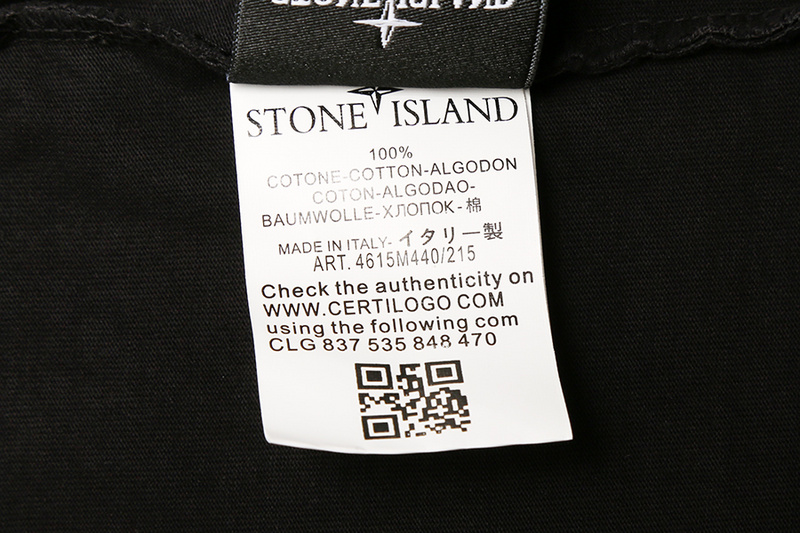 STONE ISLAND
STONE ISLAND
100%
COTONE-COTTON-ALGODON
COTON-ALGODAO-
BAUMWOLLE-ХЛОПОК-棉
MADE IN ITALY-イタリー製
ART. 4615M440/215
Check the authenticity on
WWW.CERTILOGO.COM
using the following com
CLG 837 535 848 470